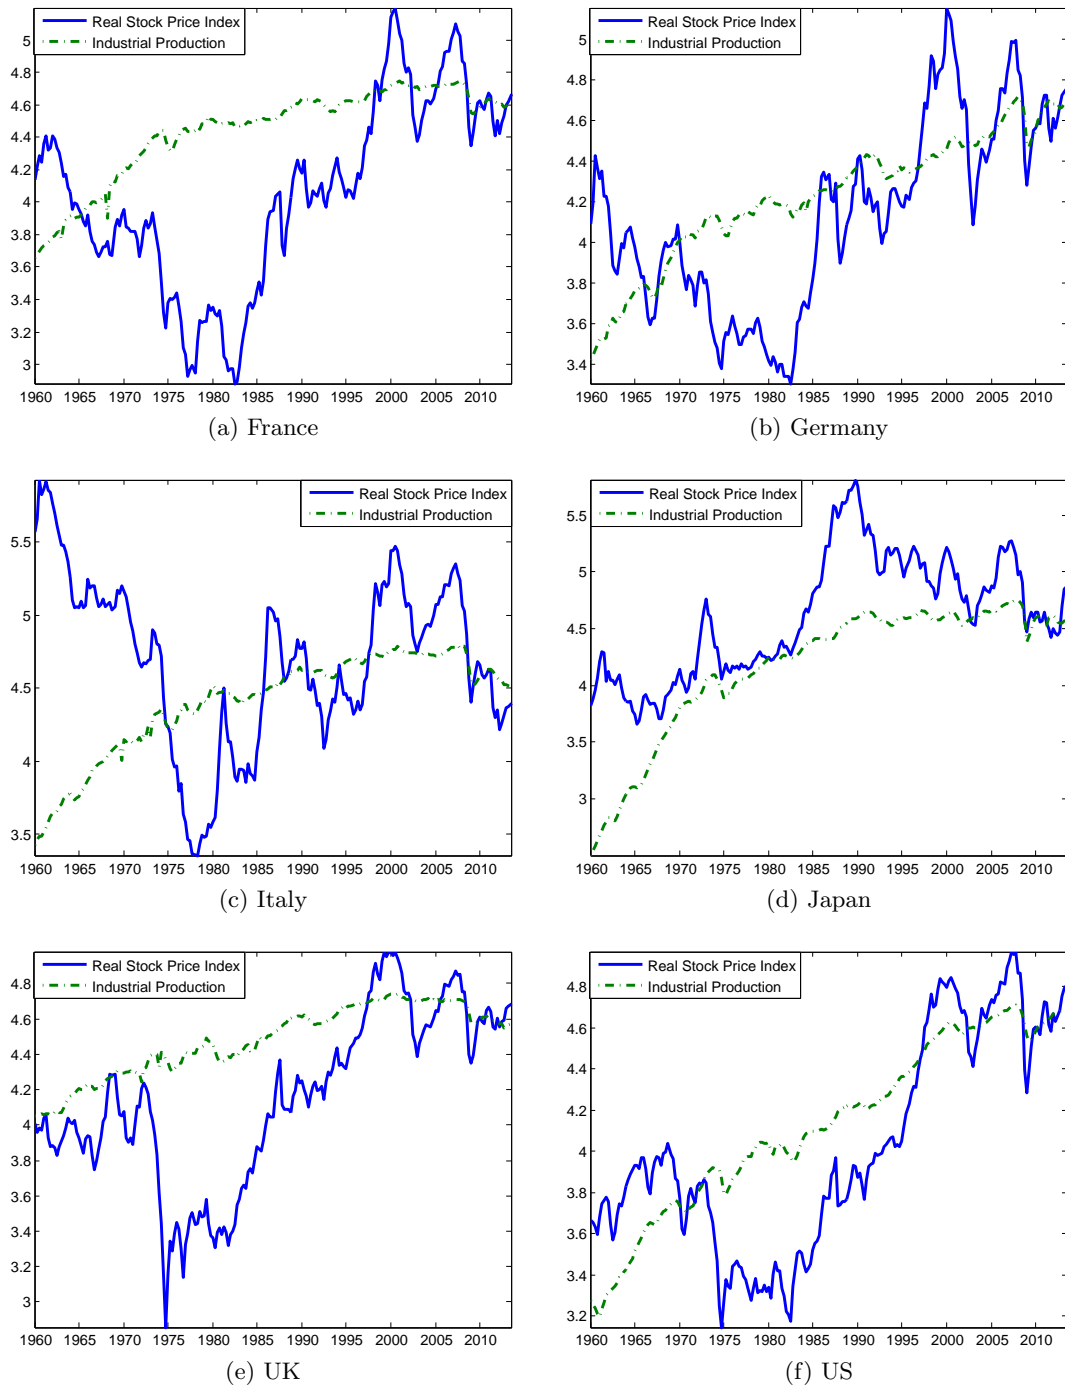 Real Stock Price Index
Industrial Production
5
4.8
4.6
4.4
4.2
4
3.8
3.6
3.4
3.2
3
1960 1965 1970 1975 1980 1985 1990 1995 2000 2005 2010
(a) France
Real Stock Price Index
Industrial Production
5
4.8
4.6
4.4
4.2
4
3.8
3.6
3.4
1960 1965 1970 1975 1980 1985 1990 1995 2000 2005 2010
(b) Germany
Real Stock Price Index
Industrial Production
5.5
5
4.5
4
3.5
1960 1965 1970 1975 1980 1985 1990 1995 2000 2005 2010
(c) Italy
Real Stock Price Index
Industrial Production
5.5
5
4.5
4
3.5
3
1960 1965 1970 1975 1980 1985 1990 1995 2000 2005 2010
(d) Japan
Real Stock Price Index
Industrial Production
4.8
4.6
4.4
4.2
4
3.8
3.6
3.4
3.2
3
1960 1965 1970 1975 1980 1985 1990 1995 2000 2005 2010
(e) UK
Real Stock Price Index
Industrial Production
4.8
4.6
4.4
4.2
4
3.8
3.6
3.4
3.2
1960 1965 1970 1975 1980 1985 1990 1995 2000 2005 2010
(f) US